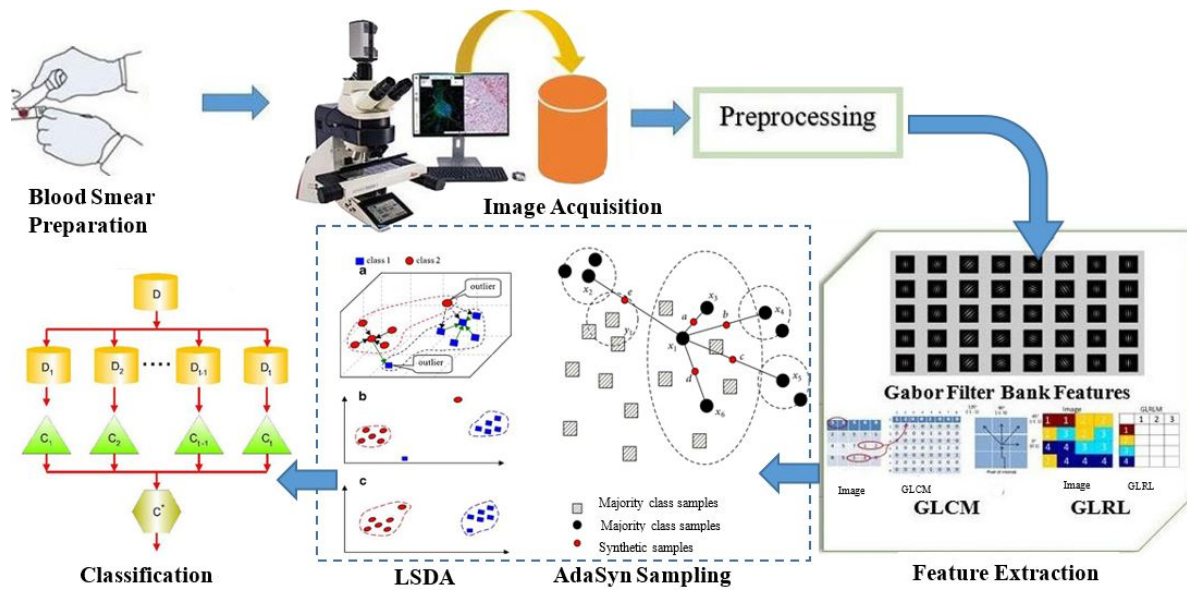 Blood Smear
Preparation
Image Acquisition
Preprocessing
Gabor Filter Bank Features
Image
GLRLM
1 2 3
Image
GLCM
Image
GLRL
GLCM
GLRL
Feature Extraction
class 1
class 2
a
outlier
outlier
b
c
LSDA
x2
e
y1
x1
a
x3
b
x4
c
x5
d
x6
Majority class samples
Majority class samples
Synthetic samples
AdaSyn Sampling
D
D1
D2
Dt-1
Dt
C1
C2
Ct-1
C*
Classification